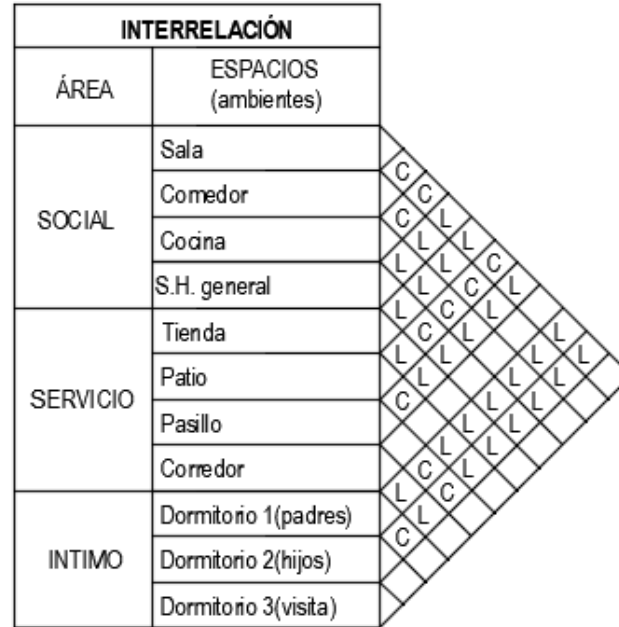 INTERRELACIÓN
ÁREA
ESPACIOS
(ambientes)
SOCIAL
Sala
Comedor
Cocina
S.H. general
SERVICIO
Tienda
Patio
Pasillo
Corredor
INTIMO
Dormitorio 1(padres)
Dormitorio 2(hijos)
Dormitorio 3(visita)
C
C
C L
L L
L L C
L C L
L C L
C L
L L L L
L L L
C L L
L L
L L
C L
L C
L
C